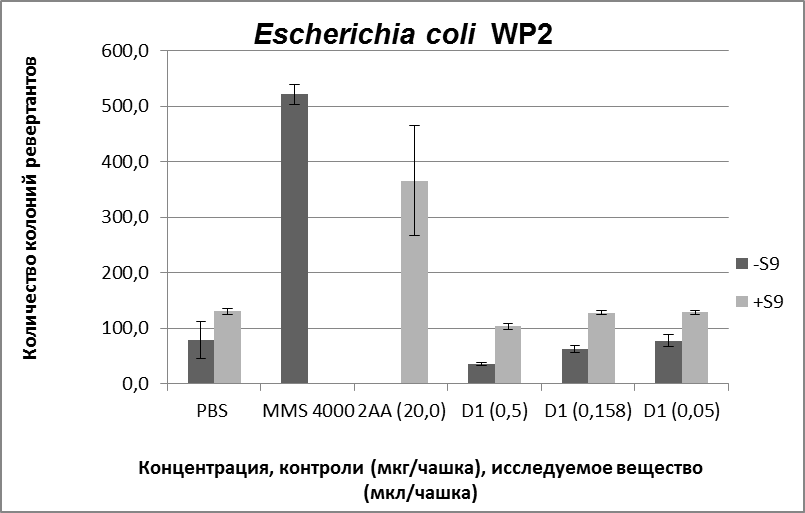 Escherichia coli WP2
Количество колоний ревертантов
600,0
500,0
400,0
300,0
200,0
100,0
0,0
PBS
MMS 4000
2AA (20,0)
D1 (0,5)
D1 (0,158)
D1 (0,05)
-S9
+S9
Концентрация, контроли (мкг/чашка), исследуемое вещество
(мкл/чашка)